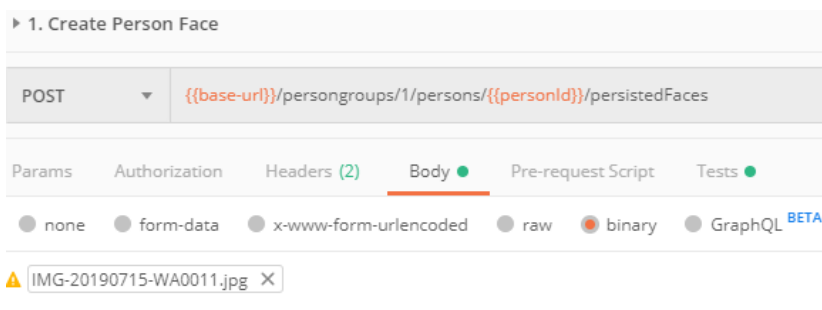 1. Create Person Face
POST {{base-url}}/persongroups/1/persons/{{personId}}/persistedFaces
Params Authorization Headers (2) Body Pre-request Script Tests
none form-data x-www-form-urlencoded raw binary GraphQL BETA
IMG-20190715-WA0011.jpg